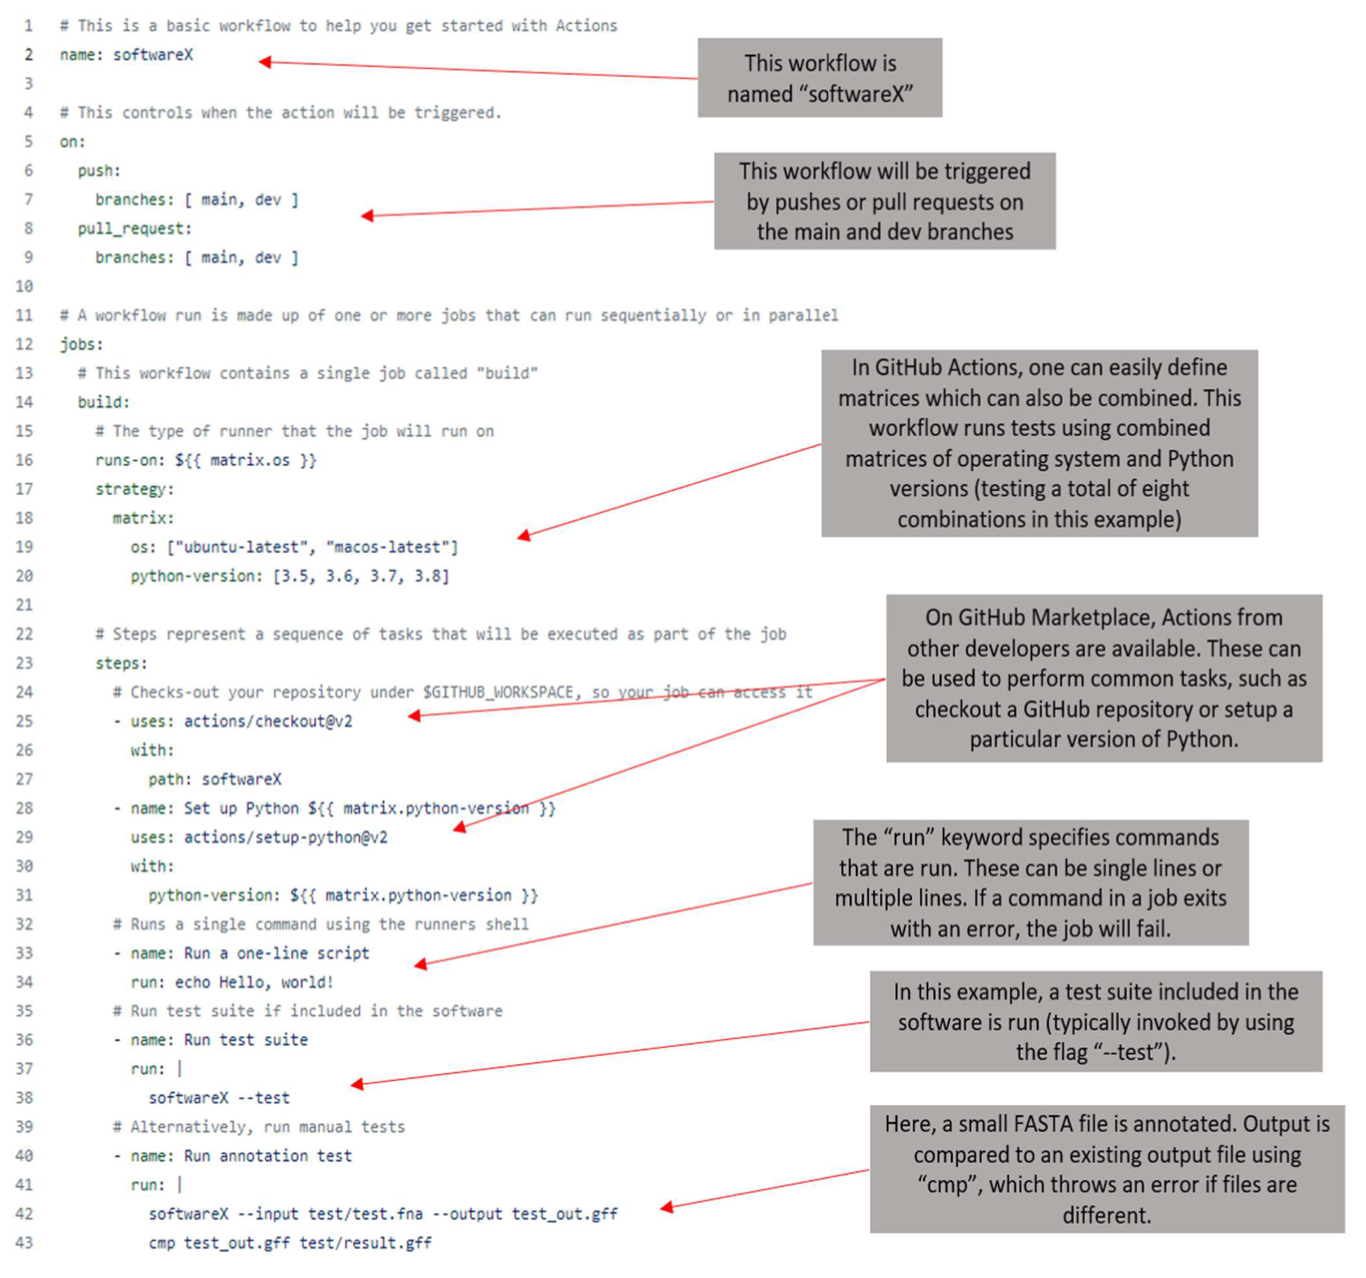 1 # This is a basic workflow to help you get started with Actions
2 name: softwareX
3
4 # This controls when the action will be triggered.
5 on:
6 push:
7 branches: [ main, dev ]
8 pull_request:
9 branches: [ main, dev ]
10
11 # A workflow run is made up of one or more jobs that can run sequentially or in parallel
12 jobs:
13 # This workflow contains a single job called "build"
14 build:
15 # The type of runner that the job will run on
16 runs-on: ${{ matrix.os }}
17 strategy:
18 matrix:
19 os: ["ubuntu-latest", "macos-latest"]
20 python-version: [3.5, 3.6, 3.7, 3.8]
21
22 # Steps represent a sequence of tasks that will be executed as part of the job
23 steps:
24 # Checks-out your repository under $GITHUB_WORKSPACE, so your job can access it
25 - uses: actions/checkout@v2
26 with:
27 path: softwareX
28 - name: Set up Python ${{ matrix.python-version }}
29 uses: actions/setup-python@v2
30 with:
31 python-version: ${{ matrix.python-version }}
32 # Runs a single command using the runners shell
33 - name: Run a one-line script
34 run: echo Hello, world!
35 # Run test suite if included in the software
36 - name: Run test suite
37 run: |
38 softwareX --test
39 # Alternatively, run manual tests
40 - name: Run annotation test
41 run: |
42 softwareX --input test/test.fna --output test_out.gff
43 cmp test_out.gff test/result.gff
This workflow is
named “softwareX”
This workflow will be triggered
by pushes or pull requests on
the main and dev branches
In GitHub Actions, one can easily define
matrices which can also be combined. This
workflow runs tests using combined
matrices of operating system and Python
versions (testing a total of eight
combinations in this example)
On GitHub Marketplace, Actions from
other developers are available. These can
be used to perform common tasks, such as
checkout a GitHub repository or setup a
particular version of Python.
The “run” keyword specifies commands
that are run. These can be single lines or
multiple lines. If a command in a job exits
with an error, the job will fail.
In this example, a test suite included in the
software is run (typically invoked by using
the flag “--test”).
Here, a small FASTA file is annotated. Output is
compared to an existing output file using
“cmp”, which throws an error if files are
different.